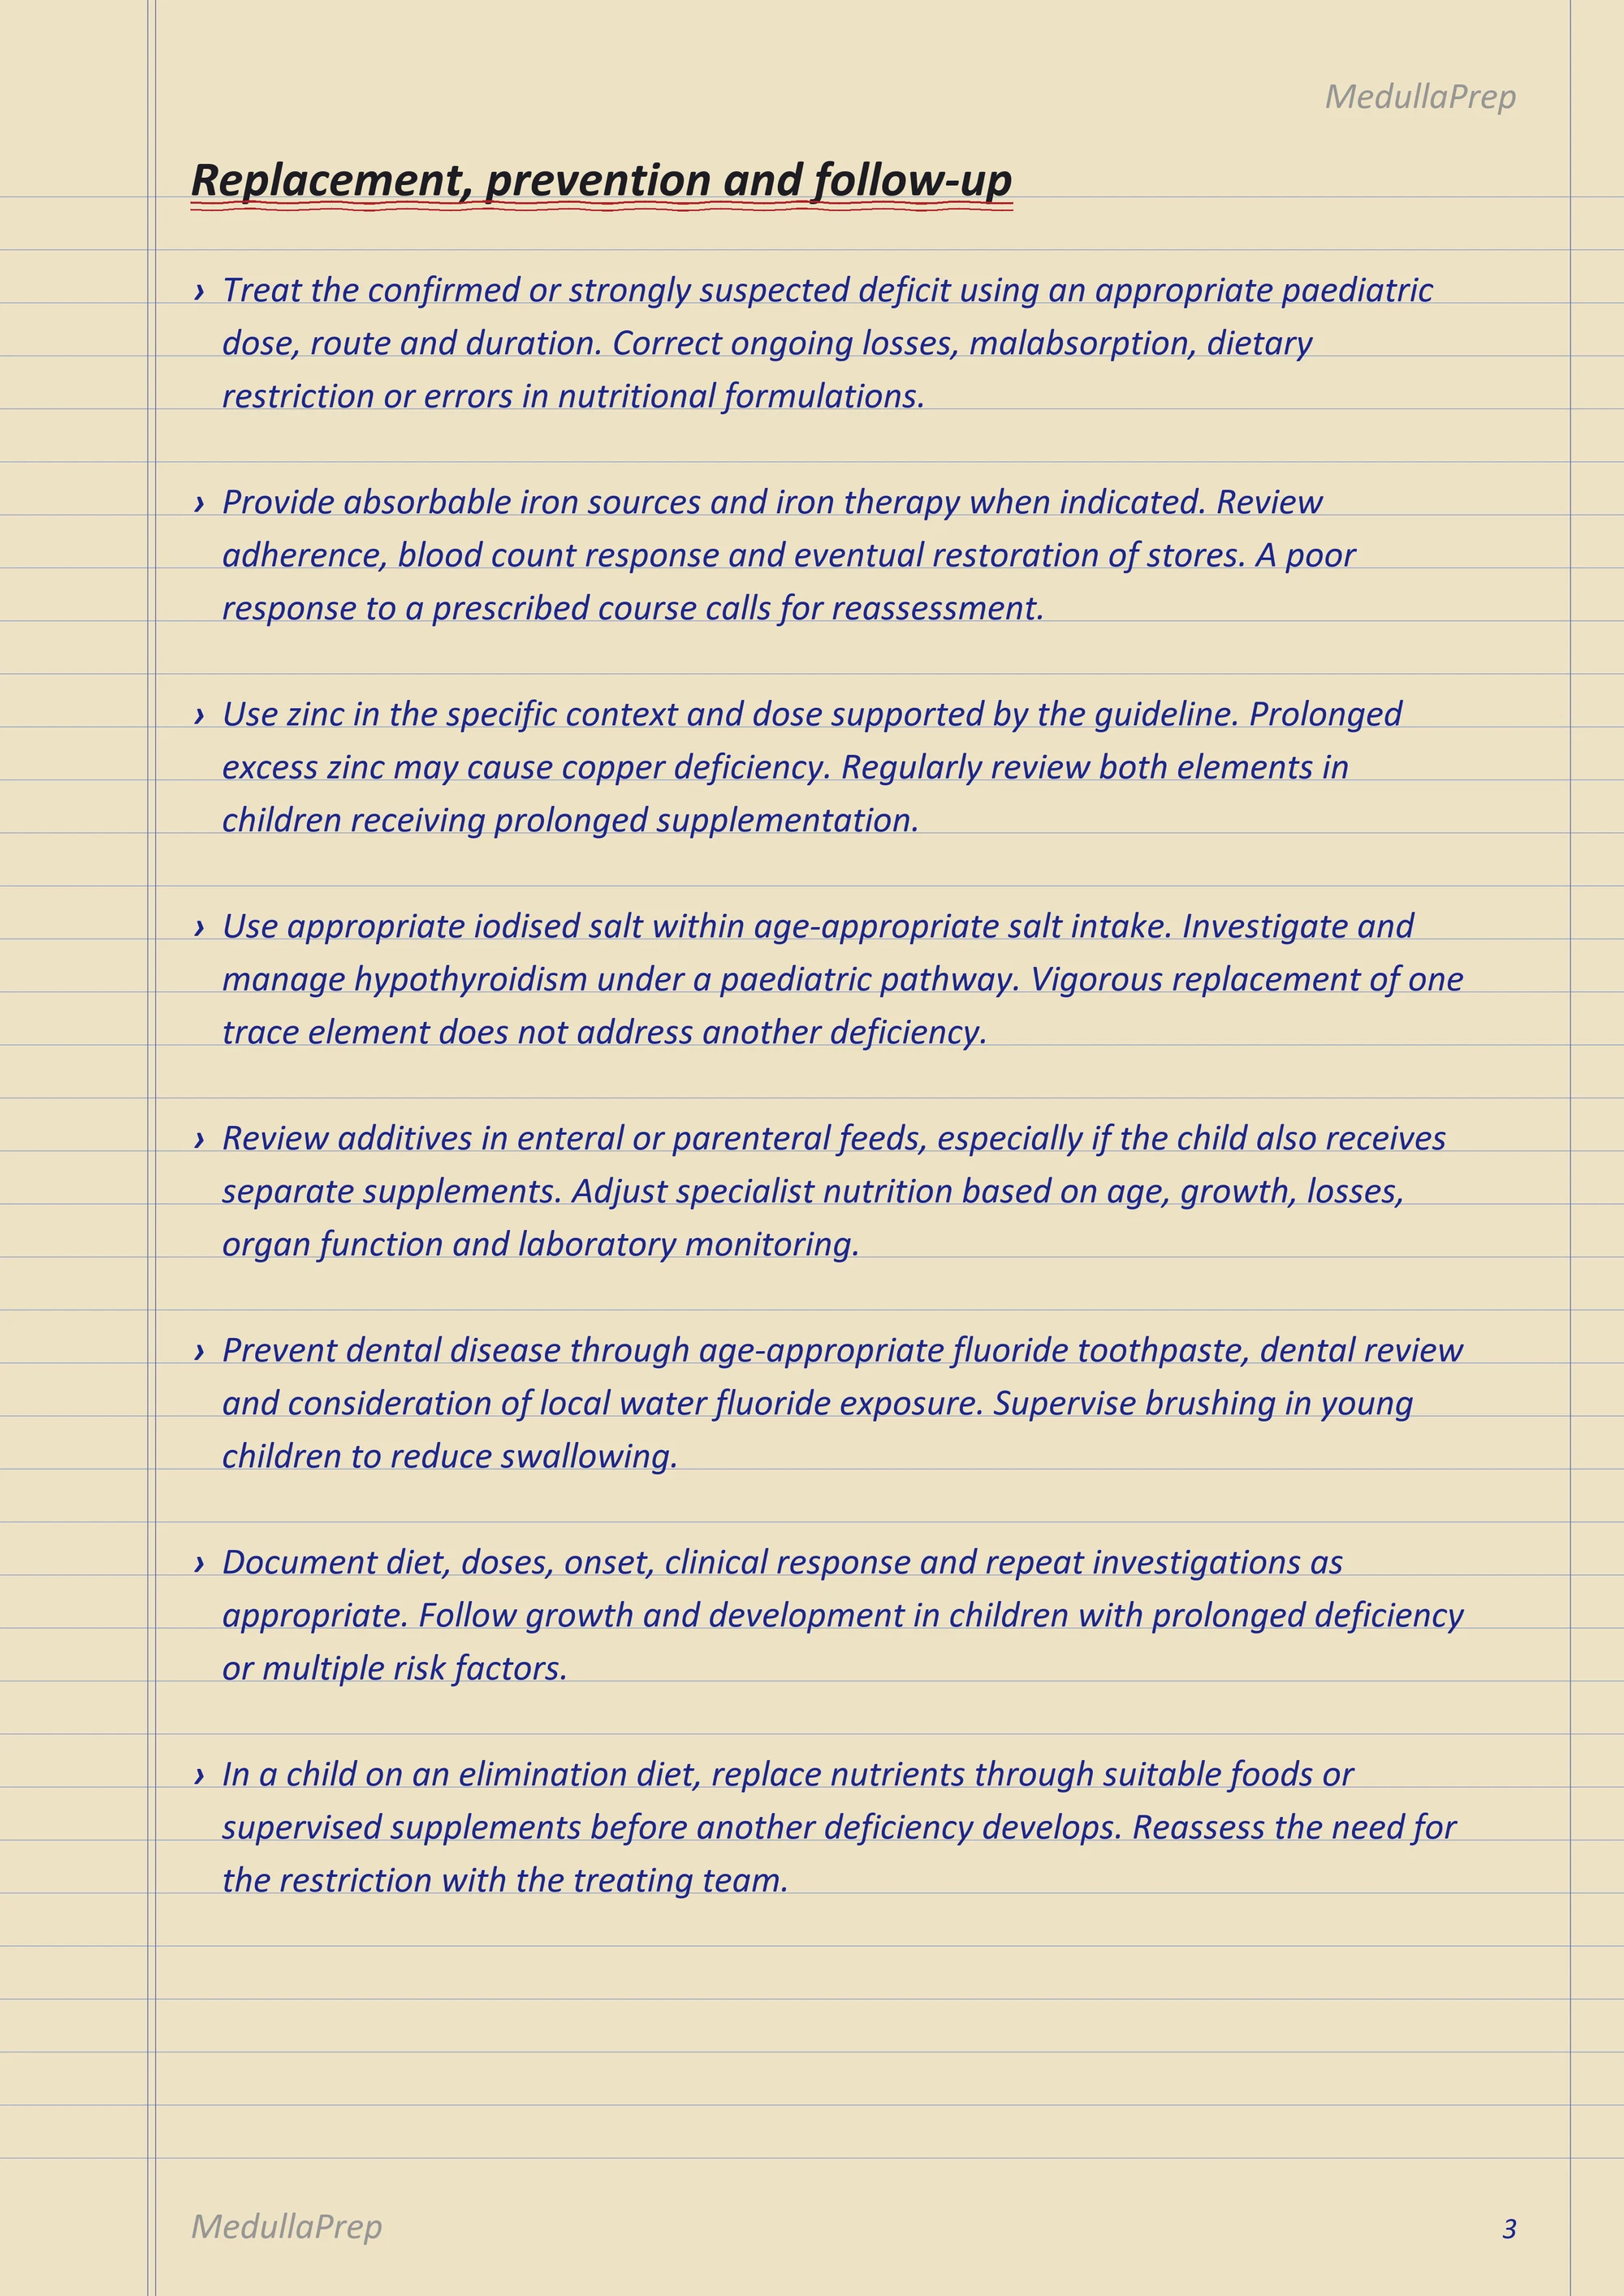 MedullaPrep
Replacement, prevention and follow-up
› Treat the confirmed or strongly suspected deficit using an appropriate paediatric
dose, route and duration. Correct ongoing losses, malabsorption, dietary
restriction or errors in nutritional formulations.
› Provide absorbable iron sources and iron therapy when indicated. Review
adherence, blood count response and eventual restoration of stores. A poor
response to a prescribed course calls for reassessment.
› Use zinc in the specific context and dose supported by the guideline. Prolonged
excess zinc may cause copper deficiency. Regularly review both elements in
children receiving prolonged supplementation.
› Use appropriate iodised salt within age-appropriate salt intake. Investigate and
manage hypothyroidism under a paediatric pathway. Vigorous replacement of one
trace element does not address another deficiency.
› Review additives in enteral or parenteral feeds, especially if the child also receives
separate supplements. Adjust specialist nutrition based on age, growth, losses,
organ function and laboratory monitoring.
› Prevent dental disease through age-appropriate fluoride toothpaste, dental review
and consideration of local water fluoride exposure. Supervise brushing in young
children to reduce swallowing.
› Document diet, doses, onset, clinical response and repeat investigations as
appropriate. Follow growth and development in children with prolonged deficiency
or multiple risk factors.
› In a child on an elimination diet, replace nutrients through suitable foods or
supervised supplements before another deficiency develops. Reassess the need for
the restriction with the treating team.
MedullaPrep
3